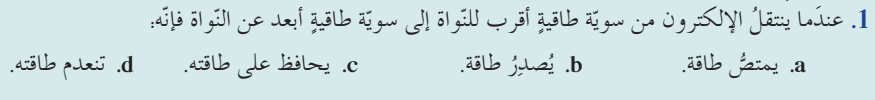 1. عندَما ينتقلُ الإلكترون من سويّة طاقيةٍ أقرب للنّواة إلى سويّة طاقيةٍ أبعد عن النّواة فإنّه:
a. يمتصُّ طاقة. b. يُصدِرُ طاقة. c. يحافظ على طاقته. d. تنعدم طاقته.